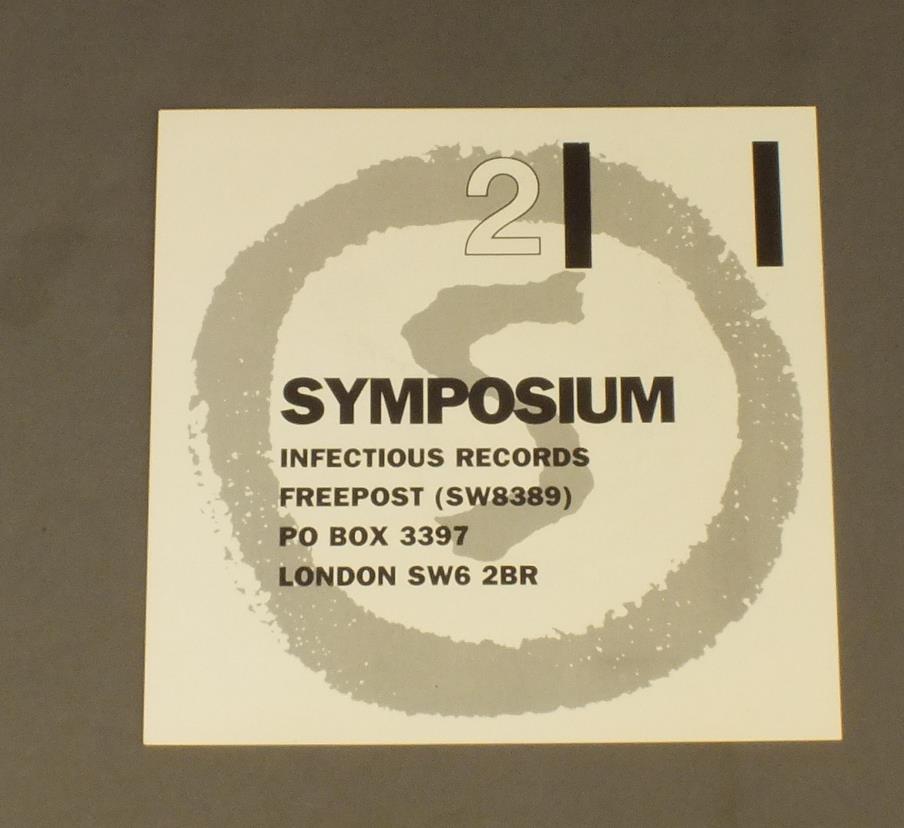 2
S
SYMPOSIUM
INFECTIOUS RECORDS
FREEPOST (SW8389)
PO BOX 3397
LONDON SW6 2BR